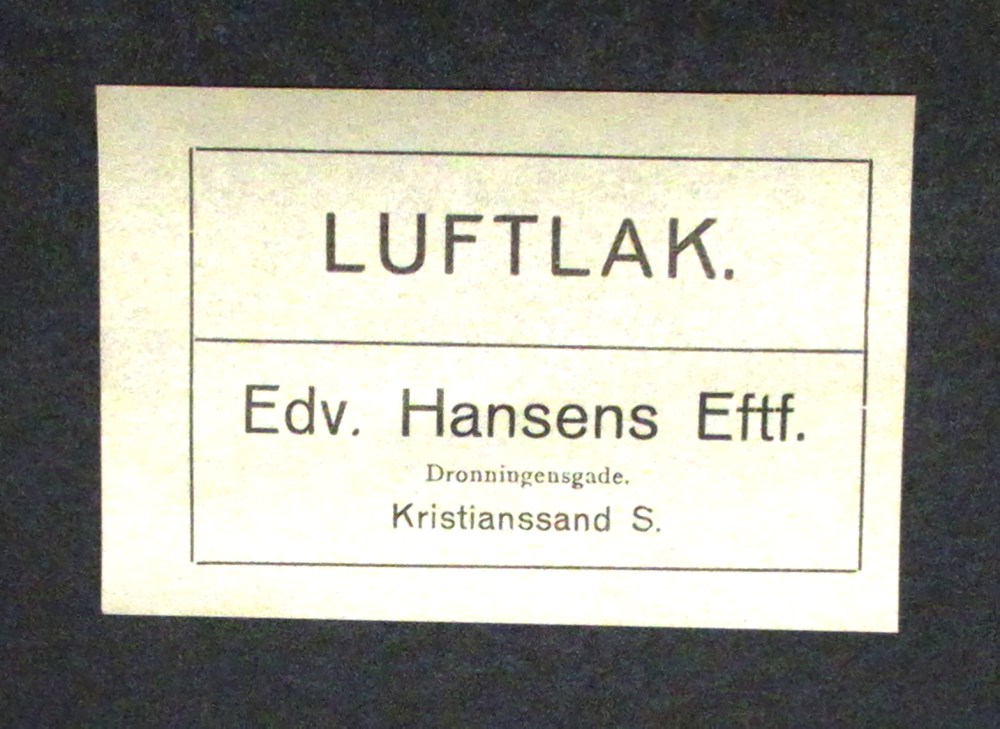 LUFTLAK.
Edv. Hansens Eftf.
Dronningensgade.
Kristianssand S.